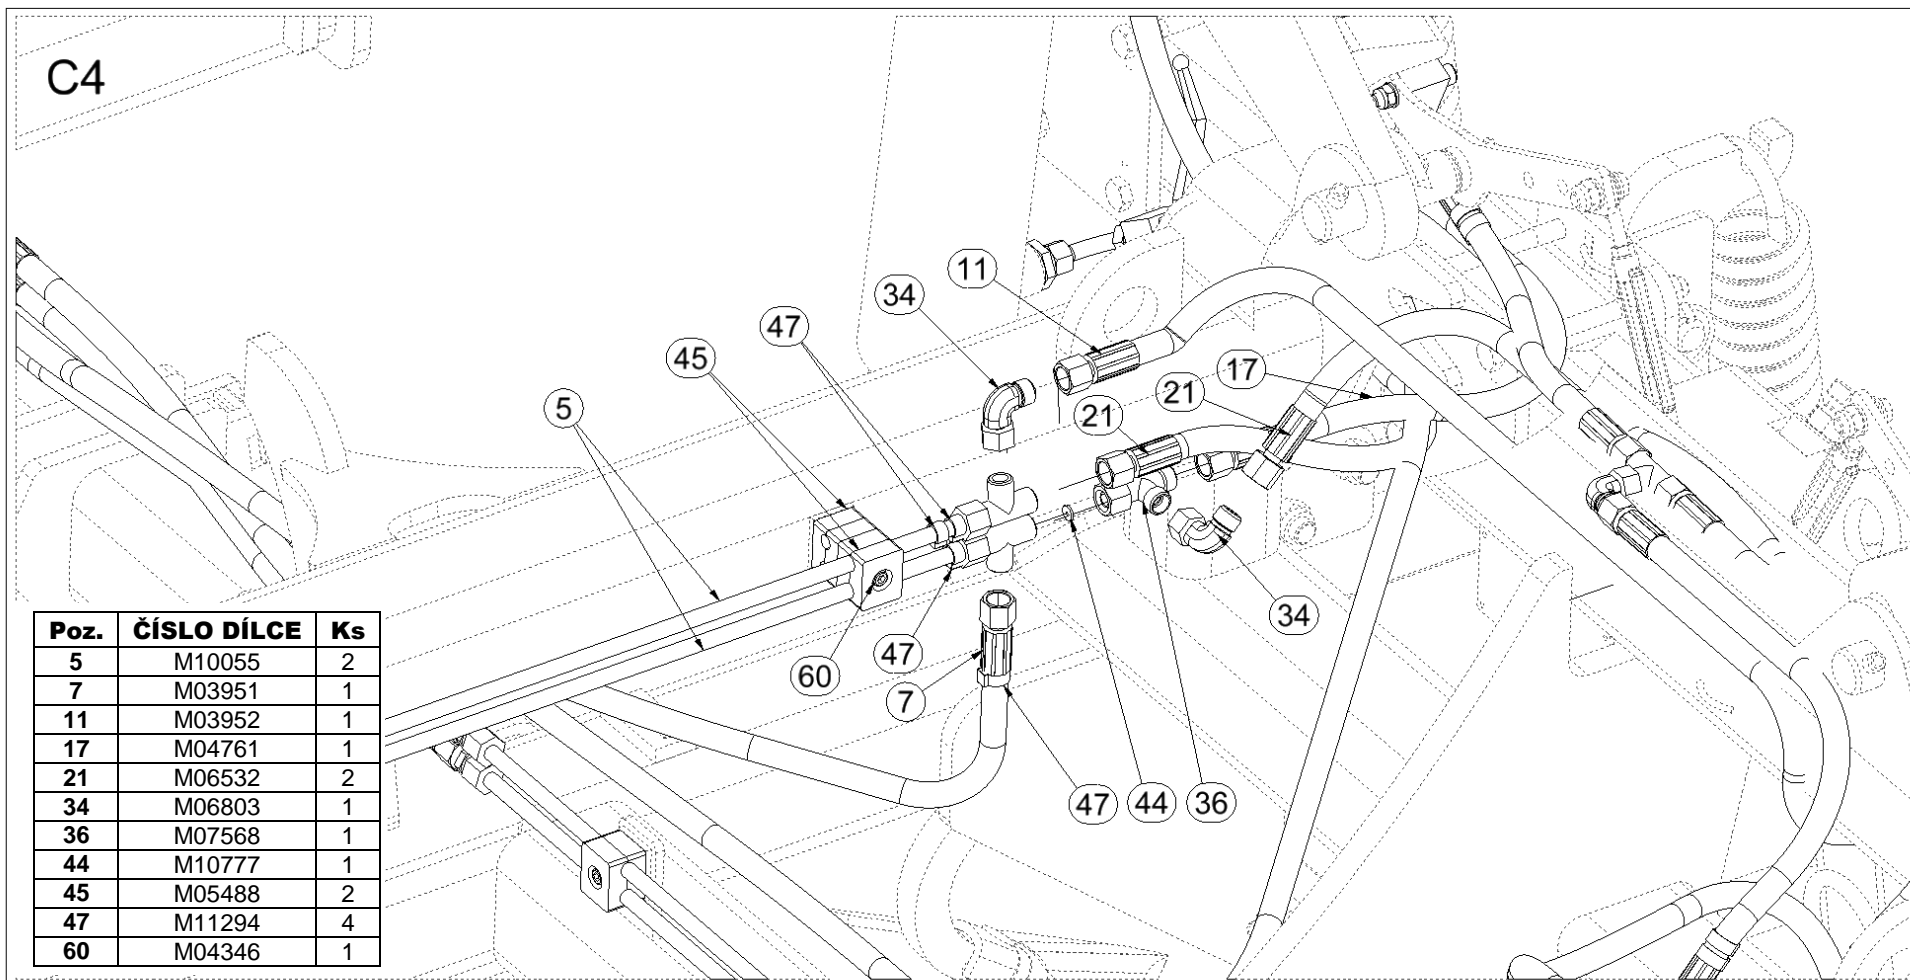 C4
11
34
47
45
17
21
5
21
34
47
60
7
47
44
36
Poz. ČÍSLO DÍLCE Ks
5 M10055 2
7 M03951 1
11 M03952 1
17 M04761 1
21 M06532 2
34 M06803 1
36 M07568 1
44 M10777 1
45 M05488 2
47 M11294 4
60 M04346 1